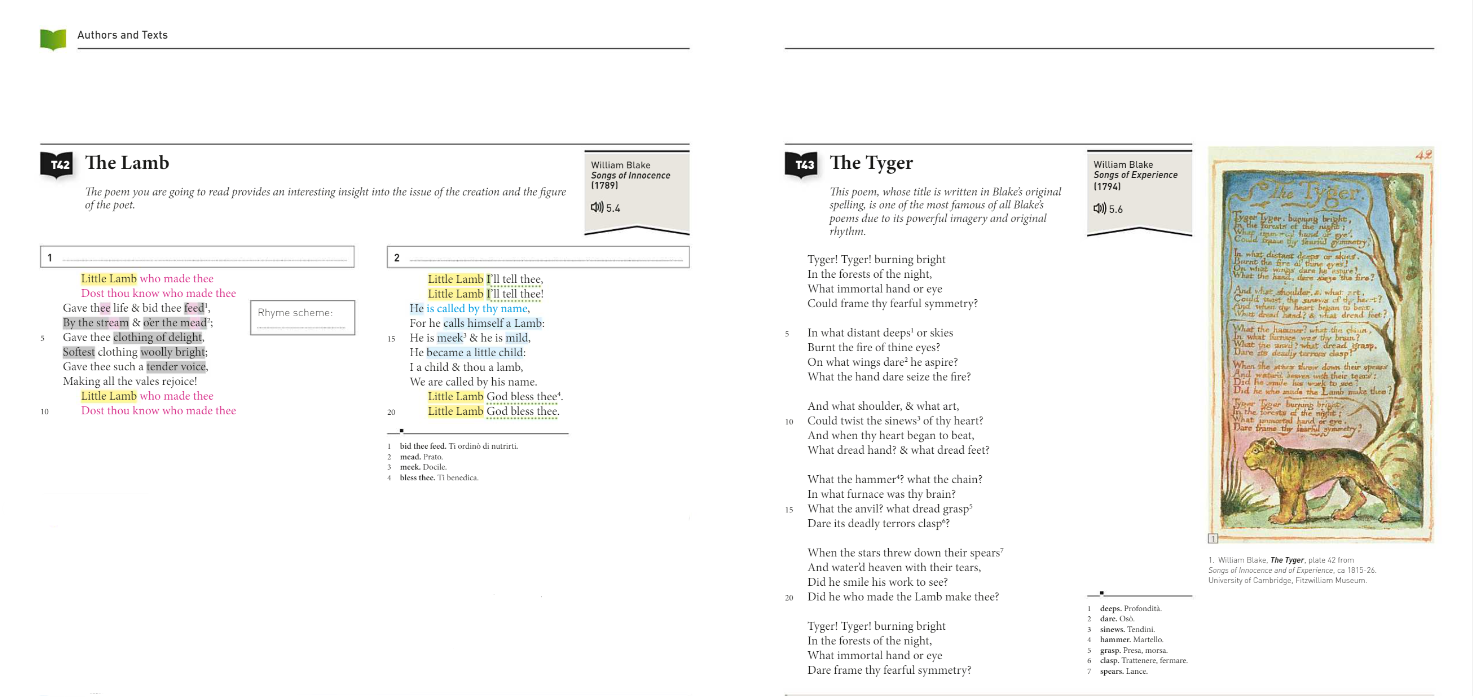 Authors and Texts
T42 The Lamb
The poem you are going to read provides an interesting insight into the issue of the creation and the figure
of the poet.
William Blake
Songs of Innocence
(1789)
5.4
1
Little Lamb who made thee
Dost thou know who made thee
Gave thee life & bid thee feed¹,
By the stream & o'er the mead²;
5 Gave thee clothing of delight,
Softest clothing woolly bright;
Gave thee such a tender voice,
Making all the vales rejoice!
Little Lamb who made thee
10 Dost thou know who made thee
Rhyme scheme:
2
Little Lamb I'll tell thee,
Little Lamb I'll tell thee!
He is called by thy name,
For he calls himself a Lamb:
15 He is meek³ & he is mild,
He became a little child:
I a child & thou a lamb,
We are called by his name.
Little Lamb God bless thee⁴.
20 Little Lamb God bless thee.
1 bid thee feed. Ti ordinò di nutrirti.
2 mead. Prato.
3 meek. Docile.
4 bless thee. Ti benedica.
T43 The Tyger
This poem, whose title is written in Blake's original
spelling, is one of the most famous of all Blake's
poems due to its powerful imagery and original
rhythm.
William Blake
Songs of Experience
(1794)
5.6
Tyger! Tyger! burning bright
In the forests of the night,
What immortal hand or eye
Could frame thy fearful symmetry?
5 In what distant deeps¹ or skies
Burnt the fire of thine eyes?
On what wings dare² he aspire?
What the hand dare seize the fire?
And what shoulder, & what art,
10 Could twist the sinews³ of thy heart?
And when thy heart began to beat,
What dread hand? & what dread feet?
What the hammer⁴? what the chain?
In what furnace was thy brain?
15 What the anvil? what dread grasp⁵
Dare its deadly terrors clasp⁶?
When the stars threw down their spears⁷
And water'd heaven with their tears,
Did he smile his work to see?
20 Did he who made the Lamb make thee?
Tyger! Tyger! burning bright
In the forests of the night,
What immortal hand or eye
Dare frame thy fearful symmetry?
1 deeps. Profondità.
2 dare. Osò.
3 sinews. Tendini.
4 hammer. Martello.
5 grasp. Presa, morsa.
6 clasp. Trattenere, fermare.
7 spears. Lance.
42
The Tyger
Tyger Tyger, burning bright,
In the forests of the night;
What immortal hand or eye,
Could frame thy fearful symmetry
In what distant deeps or skies.
Burnt the fire of thine eyes?
On what wings dare he aspire?
What the hand, dare sieze the fire?
And what shoulder, & what art,
Could twist the sinews of thy heart?
And when thy heart began to beat,
What dread hand? & what dread feet?
What the hammer? what the chain,
In what furnace was thy brain?
What the anvil? what dread grasp,
Dare its deadly terrors clasp!
When the stars threw down their spears
And water'd heaven with their tears:
Did he smile his work to see?
Did he who made the Lamb make thee?
Tyger Tyger burning bright,
In the forests of the night:
What immortal hand or eye,
Dare frame thy fearful symmetry?
1
1. William Blake, The Tyger, plate 42 from
Songs of Innocence and of Experience, ca 1815-26.
University of Cambridge, Fitzwilliam Museum.